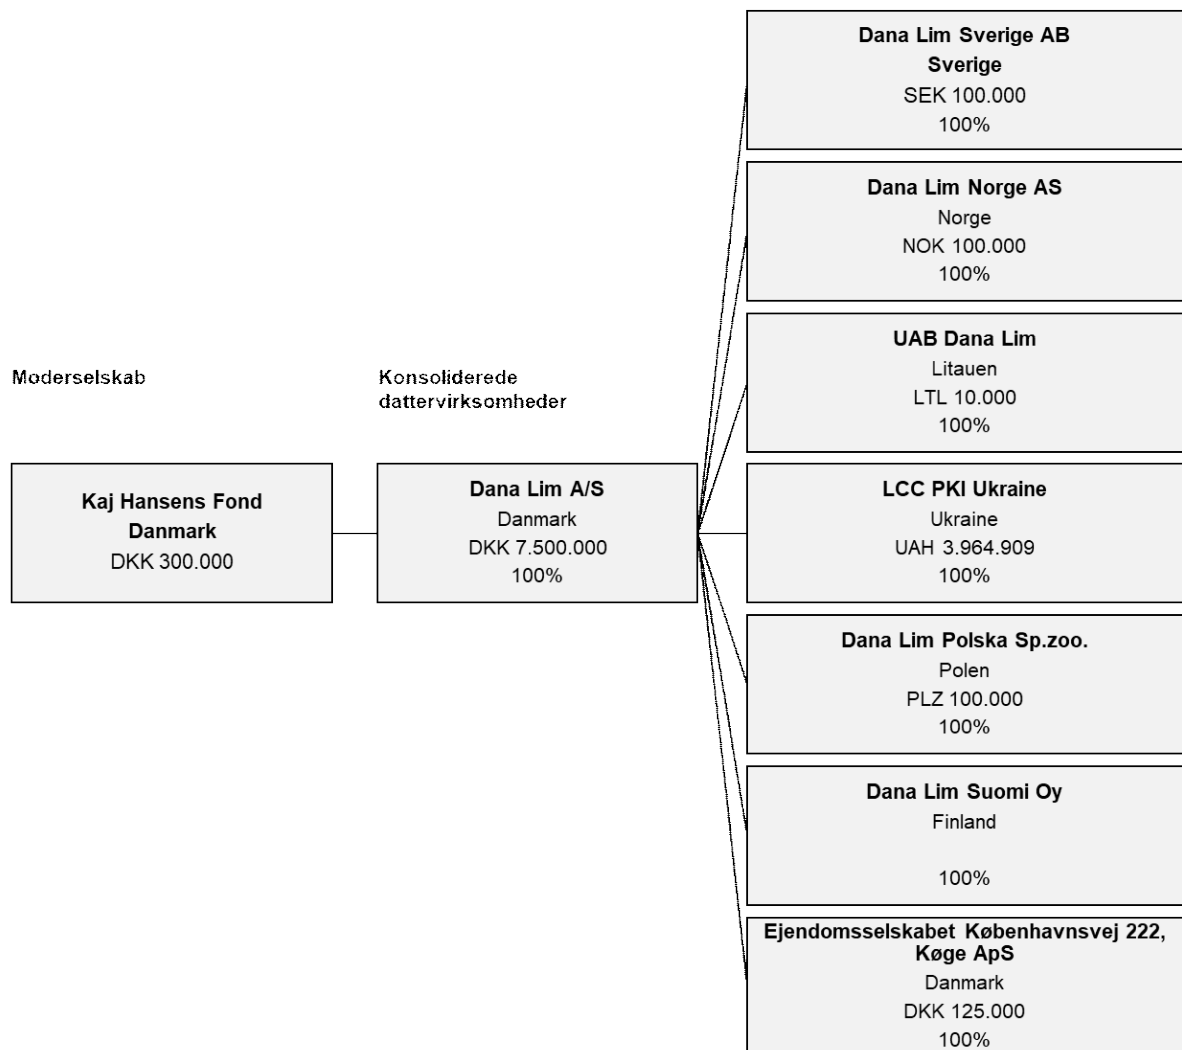 Moderselskab
Kaj Hansens Fond
Danmark
DKK 300.000
Konsoliderede
dattervirksomheder
Dana Lim A/S
Danmark
DKK 7.500.000
100%
Dana Lim Sverige AB
Sverige
SEK 100.000
100%
Dana Lim Norge AS
Norge
NOK 100.000
100%
UAB Dana Lim
Litauen
LTL 10.000
100%
LCC PKI Ukraine
Ukraine
UAH 3.964.909
100%
Dana Lim Polska Sp.zoo.
Polen
PLZ 100.000
100%
Dana Lim Suomi Oy
Finland
100%
Ejendomsselskabet Københavnsvej 222,
Køge ApS
Danmark
DKK 125.000
100%